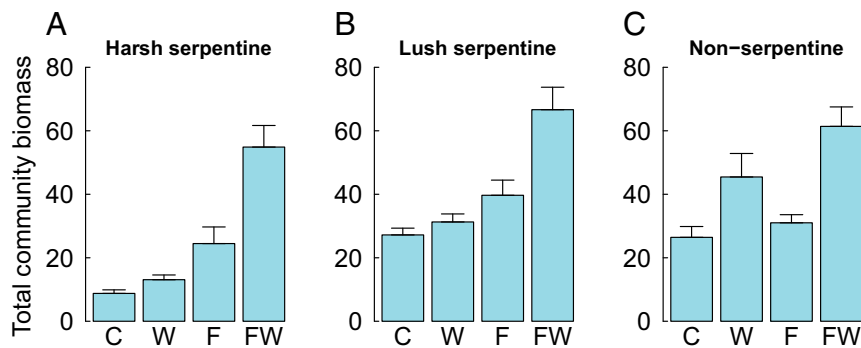 A
Harsh serpentine
Total community biomass
80
60
40
20
0
C W F FW
B
Lush serpentine
80
60
40
20
0
C W F FW
C
Non−serpentine
80
60
40
20
0
C W F FW